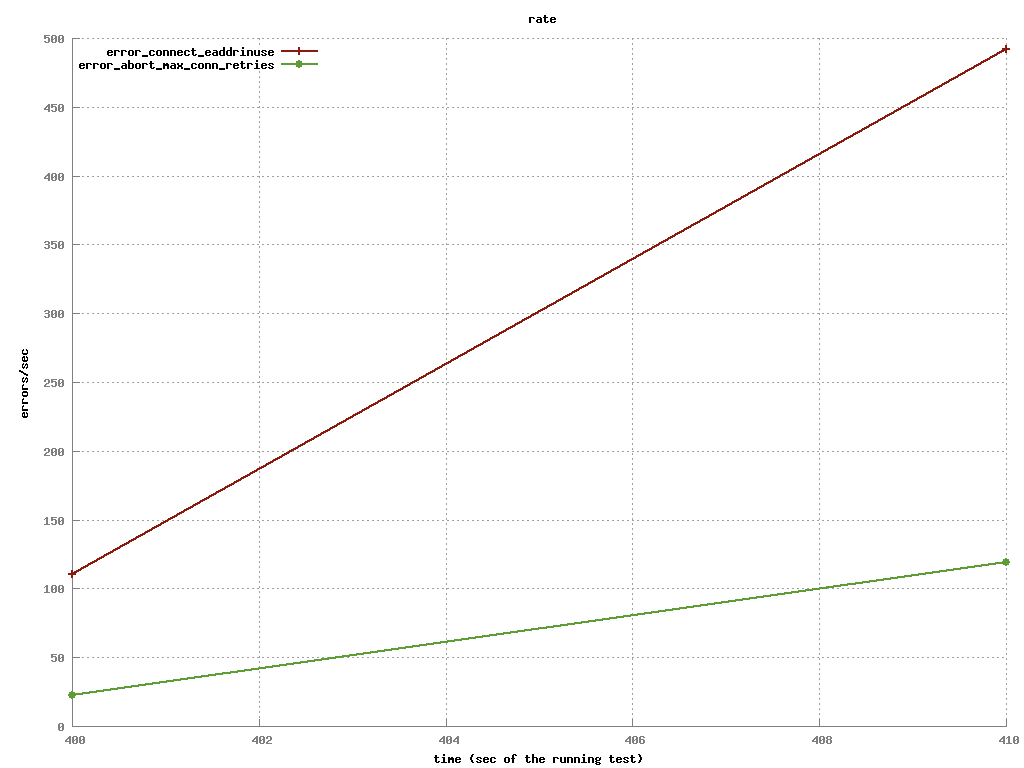 rate
500
error_connect_eaddrinuse
error_abort_max_conn_retries
450
400
350
300
250
200
150
100
50
0
errors/sec
400 402 404 406 408 410
time (sec of the running test)